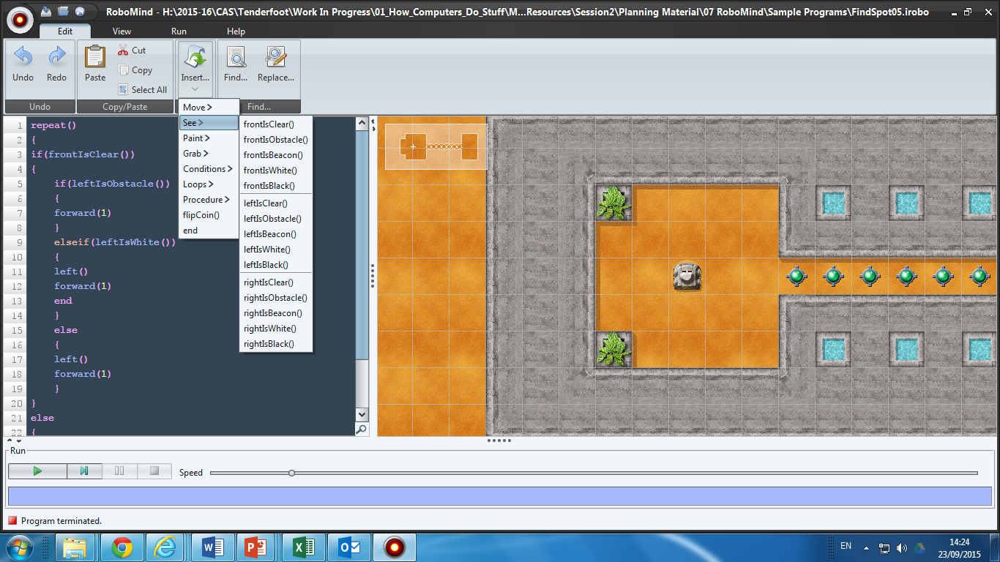 RoboMind - H:\2015-16\CAS\Tenderfoot\Work In Progress\01_How_Computers_Do_Stuff\M...Resources\Session2\Planning Material\07 RoboMind\Sample Programs\FindSpot05.irobo
Edit View Run Help
Undo Redo Paste Cut Copy Select All Insert... Find... Replace...
Undo Copy/Paste Find...
Move >
See >
Paint >
Grab >
Conditions >
Loops >
Procedure >
flipCoin()
end
frontIsClear()
frontIsObstacle()
frontIsBeacon()
frontIsWhite()
frontIsBlack()
leftIsClear()
leftIsObstacle()
leftIsBeacon()
leftIsWhite()
leftIsBlack()
rightIsClear()
rightIsObstacle()
rightIsBeacon()
rightIsWhite()
rightIsBlack()
1 repeat()
2 {
3 if(frontIsClear())
4 {
5 if(leftIsObstacle())
6 {
7 forward(1)
8 }
9 elseif(leftIsWhite())
10 {
11 left()
12 forward(1)
13 end
14 }
15 else
16 {
17 left()
18 forward(1)
19 }
20 }
21 else
22 {
Run
Speed
Program terminated.
EN
14:24
23/09/2015